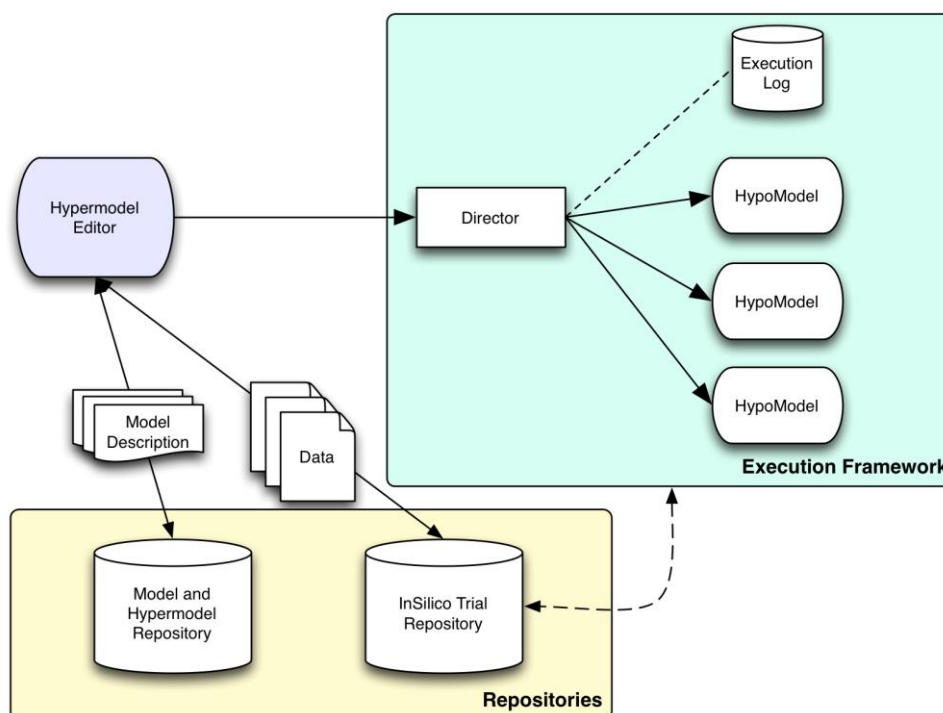 Execution
Log
Hypermodel
Editor
Director
HypoModel
HypoModel
HypoModel
Execution Framework
Model
Description
Data
Model and
Hypermodel
Repository
InSilico Trial
Repository
Repositories